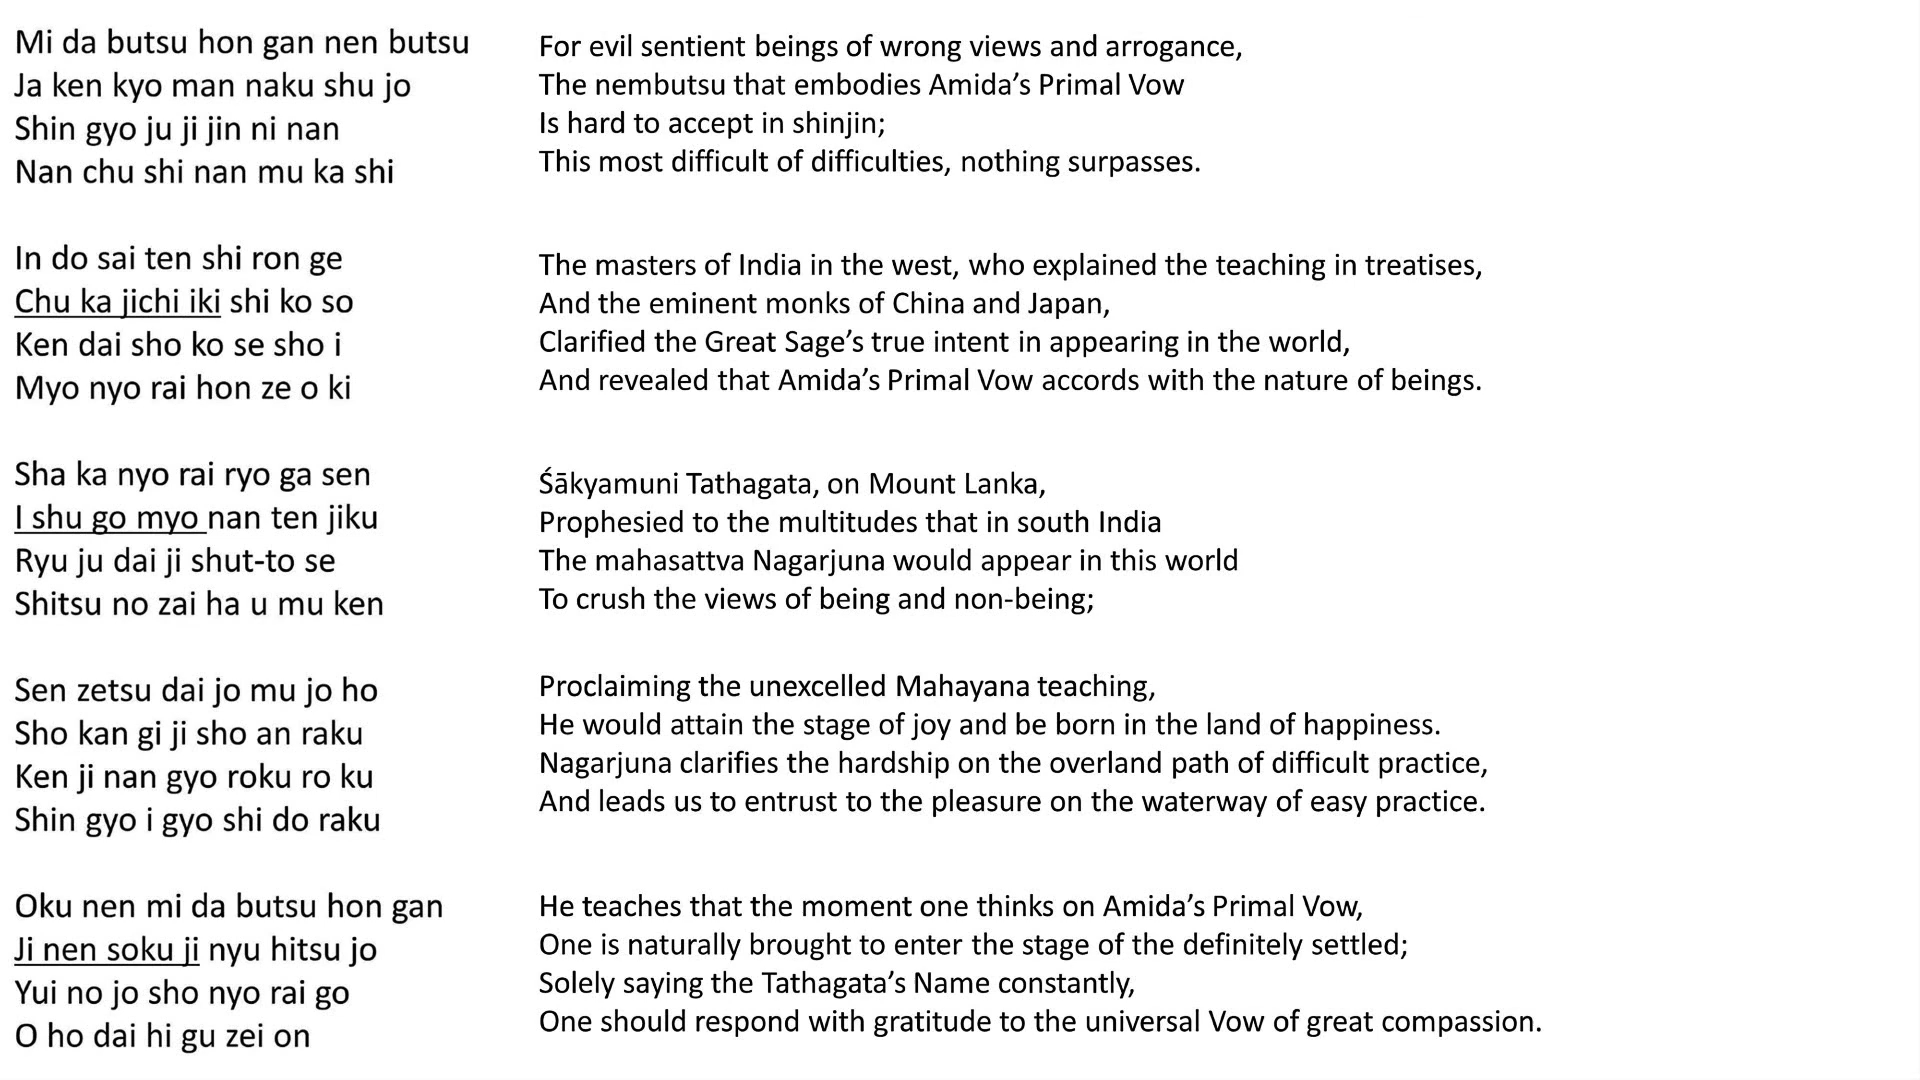 Mi da butsu hon gan nen butsu
Ja ken kyo man naku shu jo
Shin gyo ju ji jin ni nan
Nan chu shi nan mu ka shi
For evil sentient beings of wrong views and arrogance,
The nembutsu that embodies Amida’s Primal Vow
Is hard to accept in shinjin;
This most difficult of difficulties, nothing surpasses.
In do sai ten shi ron ge
Chu ka jichi iki shi ko so
Ken dai sho ko se sho i
Myo nyo rai hon ze o ki
The masters of India in the west, who explained the teaching in treatises,
And the eminent monks of China and Japan,
Clarified the Great Sage’s true intent in appearing in the world,
And revealed that Amida’s Primal Vow accords with the nature of beings.
Sha ka nyo rai ryo ga sen
I shu go myo nan ten jiku
Ryu ju dai ji shut-to se
Shitsu no zai ha u mu ken
Śākyamuni Tathagata, on Mount Lanka,
Prophesied to the multitudes that in south India
The mahasattva Nagarjuna would appear in this world
To crush the views of being and non-being;
Sen zetsu dai jo mu jo ho
Sho kan gi ji sho an raku
Ken ji nan gyo roku ro ku
Shin gyo i gyo shi do raku
Proclaiming the unexcelled Mahayana teaching,
He would attain the stage of joy and be born in the land of happiness.
Nagarjuna clarifies the hardship on the overland path of difficult practice,
And leads us to entrust to the pleasure on the waterway of easy practice.
Oku nen mi da butsu hon gan
Ji nen soku ji nyu hitsu jo
Yui no jo sho nyo rai go
O ho dai hi gu zei on
He teaches that the moment one thinks on Amida’s Primal Vow,
One is naturally brought to enter the stage of the definitely settled;
Solely saying the Tathagata’s Name constantly,
One should respond with gratitude to the universal Vow of great compassion.